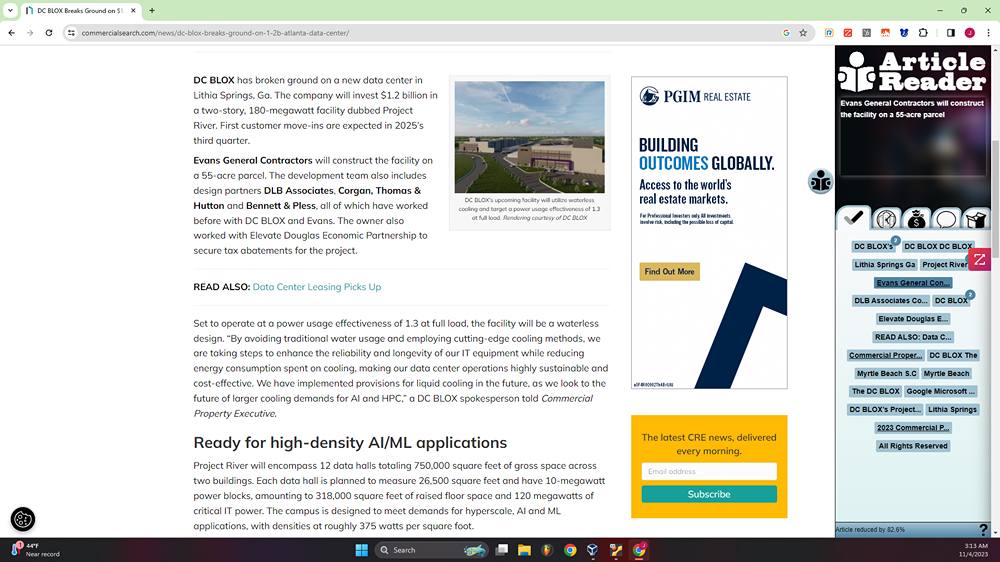 DC BLOX Breaks Ground on $1
commercialsearch.com/news/dc-blox-breaks-ground-on-1-2b-atlanta-data-center/
DC BLOX has broken ground on a new data center in
Lithia Springs, Ga. The company will invest $1.2 billion in
a two-story, 180-megawatt facility dubbed Project
River. First customer move-ins are expected in 2025's
third quarter.
Evans General Contractors will construct the facility on
a 55-acre parcel. The development team also includes
design partners DLB Associates, Corgan, Thomas &
Hutton and Bennett & Pless, all of which have worked
before with DC BLOX and Evans. The owner also
worked with Elevate Douglas Economic Partnership to
secure tax abatements for the project.
DC BLOX's upcoming facility will utilize waterless
cooling and target a power usage effectiveness of 1.3
at full load. Rendering courtesy of DC BLOX
READ ALSO: Data Center Leasing Picks Up
Set to operate at a power usage effectiveness of 1.3 at full load, the facility will be a waterless
design. “By avoiding traditional water usage and employing cutting-edge cooling methods, we
are taking steps to enhance the reliability and longevity of our IT equipment while reducing
energy consumption spent on cooling, making our data center operations highly sustainable and
cost-effective. We have implemented provisions for liquid cooling in the future, as we look to the
future of larger cooling demands for AI and HPC,” a DC BLOX spokesperson told Commercial
Property Executive.
Ready for high-density AI/ML applications
Project River will encompass 12 data halls totaling 750,000 square feet of gross space across
two buildings. Each data hall is planned to measure 26,500 square feet and have 10-megawatt
power blocks, amounting to 318,000 square feet of raised floor space and 120 megawatts of
critical IT power. The campus is designed to meet demands for hyperscale, AI and ML
applications, with densities at roughly 375 watts per square foot.
PGIM REAL ESTATE
BUILDING
OUTCOMES GLOBALLY.
Access to the world's
real estate markets.
For Professional Investors only. All investments
involve risk, including the possible loss of capital.
Find Out More
The latest CRE news, delivered
every morning.
Email address
Subscribe
Article
Reader
Evans General Contractors will construct
the facility on a 55-acre parcel
DC BLOX's 2 DC BLOX DC BLOX
Lithia Springs Ga Project River
Z
Evans General Con...
DLB Associates Co... DC BLOX 2
Elevate Douglas E...
READ ALSO: Data C...
Commercial Proper... DC BLOX The
Myrtle Beach S.C Myrtle Beach
The DC BLOX Google Microsoft ...
DC BLOX's Project... Lithia Springs
2023 Commercial P...
All Rights Reserved
Article reduced by 82.6% ?
1 44°F
Near record
Search
3:13 AM
11/4/2023